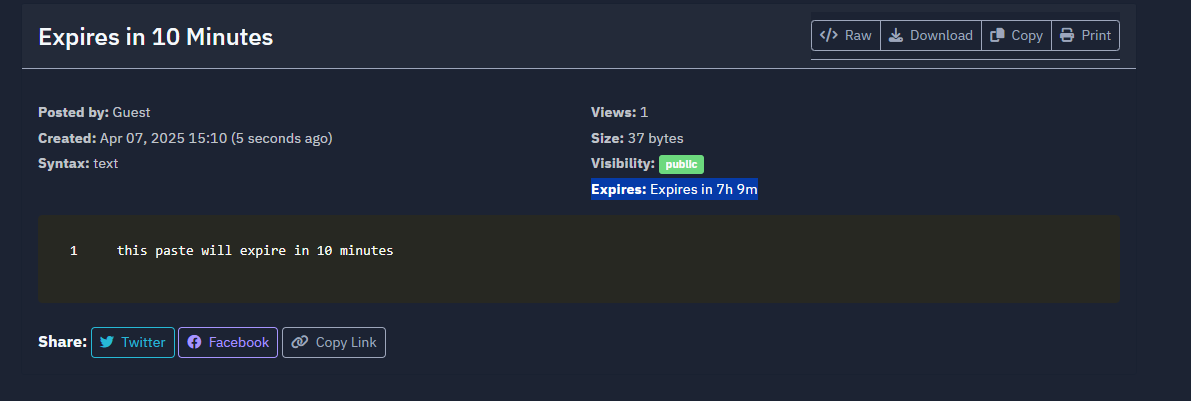 Expires in 10 Minutes
Raw Download Copy Print
Posted by: Guest
Created: Apr 07, 2025 15:10 (5 seconds ago)
Syntax: text
Views: 1
Size: 37 bytes
Visibility: public
Expires: Expires in 7h 9m
1 this paste will expire in 10 minutes
Share: Twitter Facebook Copy Link